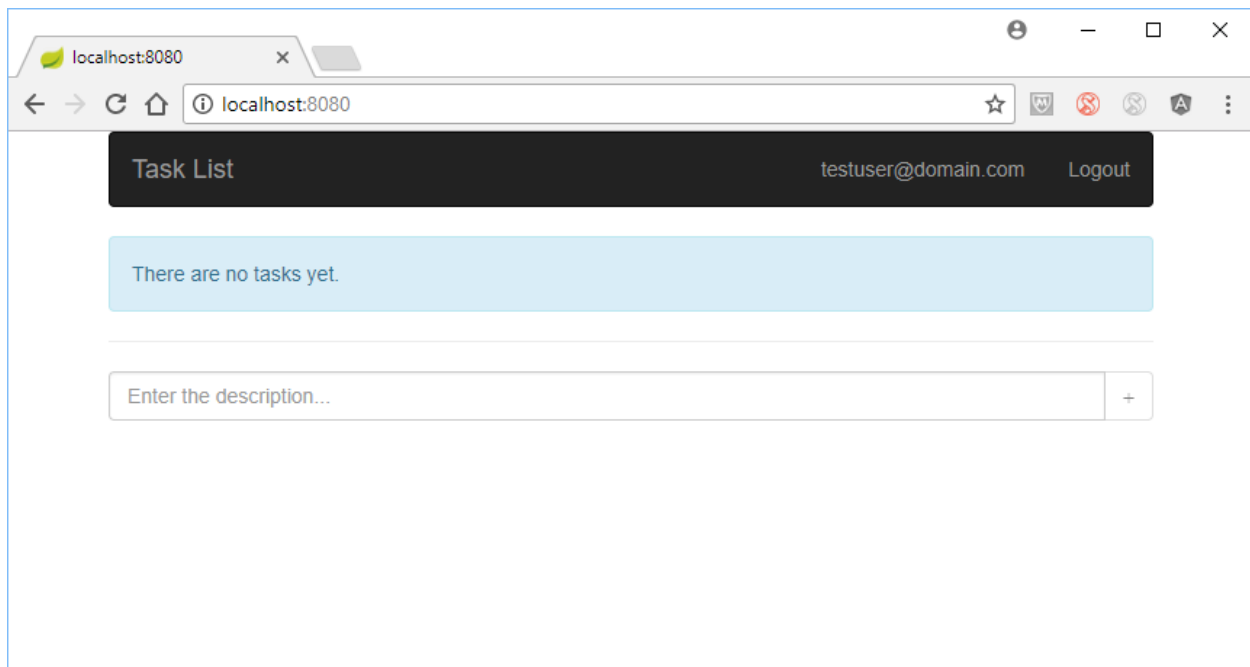 localhost:8080
localhost:8080
Task List testuser@domain.com Logout
There are no tasks yet.
Enter the description... +